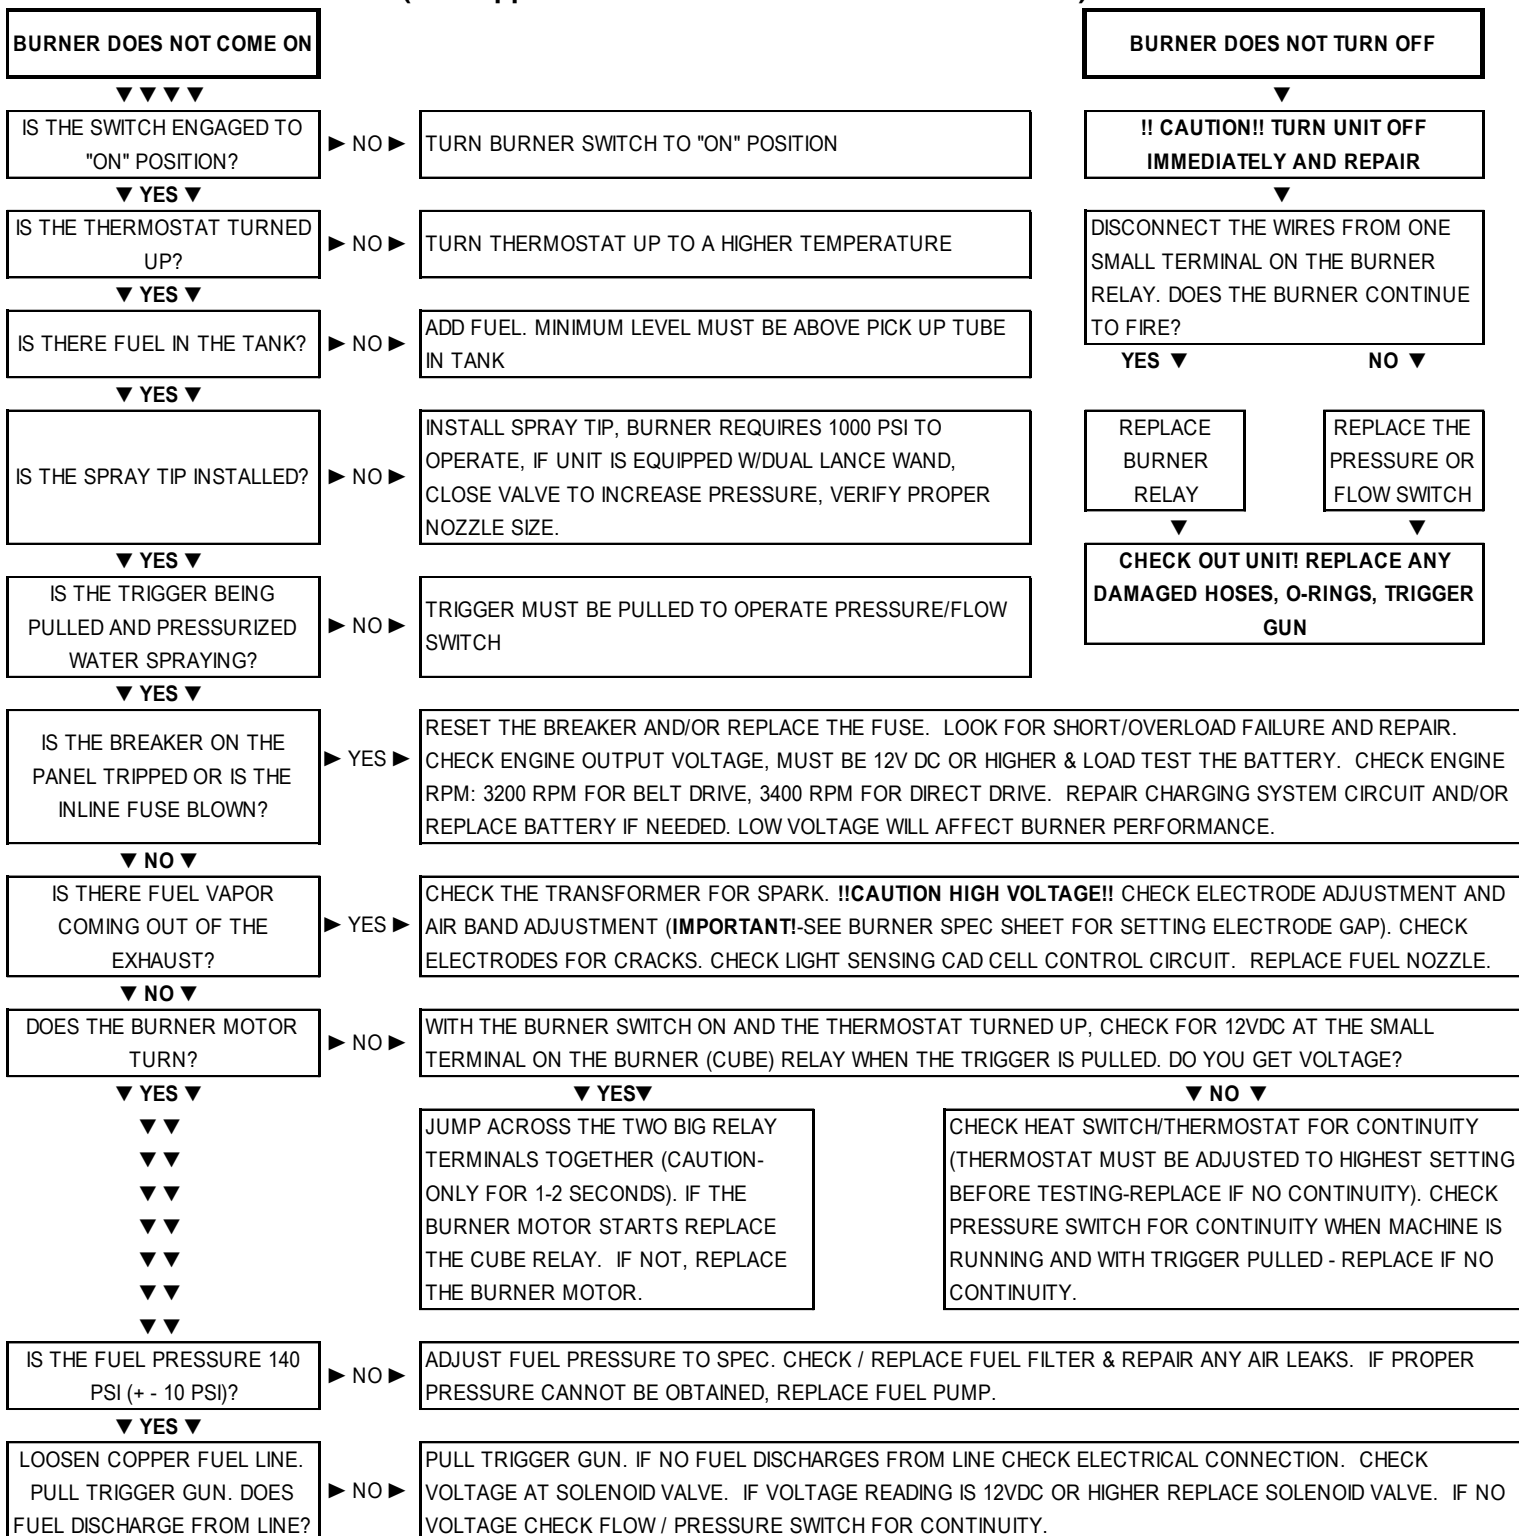 BURNER DOES NOT COME ON
▼ ▼ ▼ ▼
IS THE SWITCH ENGAGED TO
"ON" POSITION?
► NO ►
TURN BURNER SWITCH TO "ON" POSITION
▼ YES ▼
IS THE THERMOSTAT TURNED
UP?
► NO ►
TURN THERMOSTAT UP TO A HIGHER TEMPERATURE
▼ YES ▼
IS THERE FUEL IN THE TANK?
► NO ►
ADD FUEL. MINIMUM LEVEL MUST BE ABOVE PICK UP TUBE
IN TANK
▼ YES ▼
IS THE SPRAY TIP INSTALLED?
► NO ►
INSTALL SPRAY TIP, BURNER REQUIRES 1000 PSI TO
OPERATE, IF UNIT IS EQUIPPED W/DUAL LANCE WAND,
CLOSE VALVE TO INCREASE PRESSURE, VERIFY PROPER
NOZZLE SIZE.
▼ YES ▼
IS THE TRIGGER BEING
PULLED AND PRESSURIZED
WATER SPRAYING?
► NO ►
TRIGGER MUST BE PULLED TO OPERATE PRESSURE/FLOW
SWITCH
▼ YES ▼
BURNER DOES NOT TURN OFF
▼
!! CAUTION!! TURN UNIT OFF
IMMEDIATELY AND REPAIR
▼
DISCONNECT THE WIRES FROM ONE
SMALL TERMINAL ON THE BURNER
RELAY. DOES THE BURNER CONTINUE
TO FIRE?
YES ▼ NO ▼
REPLACE
BURNER
RELAY
REPLACE THE
PRESSURE OR
FLOW SWITCH
▼ ▼
CHECK OUT UNIT! REPLACE ANY
DAMAGED HOSES, O-RINGS, TRIGGER
GUN
IS THE BREAKER ON THE
PANEL TRIPPED OR IS THE
INLINE FUSE BLOWN?
► YES ►
RESET THE BREAKER AND/OR REPLACE THE FUSE. LOOK FOR SHORT/OVERLOAD FAILURE AND REPAIR.
CHECK ENGINE OUTPUT VOLTAGE, MUST BE 12V DC OR HIGHER & LOAD TEST THE BATTERY. CHECK ENGINE
RPM: 3200 RPM FOR BELT DRIVE, 3400 RPM FOR DIRECT DRIVE. REPAIR CHARGING SYSTEM CIRCUIT AND/OR
REPLACE BATTERY IF NEEDED. LOW VOLTAGE WILL AFFECT BURNER PERFORMANCE.
▼ NO ▼
IS THERE FUEL VAPOR
COMING OUT OF THE
EXHAUST?
► YES ►
CHECK THE TRANSFORMER FOR SPARK. !!CAUTION HIGH VOLTAGE!! CHECK ELECTRODE ADJUSTMENT AND
AIR BAND ADJUSTMENT (IMPORTANT!-SEE BURNER SPEC SHEET FOR SETTING ELECTRODE GAP). CHECK
ELECTRODES FOR CRACKS. CHECK LIGHT SENSING CAD CELL CONTROL CIRCUIT. REPLACE FUEL NOZZLE.
▼ NO ▼
DOES THE BURNER MOTOR
TURN?
► NO ►
WITH THE BURNER SWITCH ON AND THE THERMOSTAT TURNED UP, CHECK FOR 12VDC AT THE SMALL
TERMINAL ON THE BURNER (CUBE) RELAY WHEN THE TRIGGER IS PULLED. DO YOU GET VOLTAGE?
▼ YES ▼
▼ ▼
▼ ▼
▼ ▼
▼ ▼
▼ ▼
▼ ▼
▼ ▼
▼ YES▼
JUMP ACROSS THE TWO BIG RELAY
TERMINALS TOGETHER (CAUTION-
ONLY FOR 1-2 SECONDS). IF THE
BURNER MOTOR STARTS REPLACE
THE CUBE RELAY. IF NOT, REPLACE
THE BURNER MOTOR.
▼ NO ▼
CHECK HEAT SWITCH/THERMOSTAT FOR CONTINUITY
(THERMOSTAT MUST BE ADJUSTED TO HIGHEST SETTING
BEFORE TESTING-REPLACE IF NO CONTINUITY). CHECK
PRESSURE SWITCH FOR CONTINUITY WHEN MACHINE IS
RUNNING AND WITH TRIGGER PULLED - REPLACE IF NO
CONTINUITY.
IS THE FUEL PRESSURE 140
PSI (+ - 10 PSI)?
► NO ►
ADJUST FUEL PRESSURE TO SPEC. CHECK / REPLACE FUEL FILTER & REPAIR ANY AIR LEAKS. IF PROPER
PRESSURE CANNOT BE OBTAINED, REPLACE FUEL PUMP.
▼ YES ▼
LOOSEN COPPER FUEL LINE.
PULL TRIGGER GUN. DOES
FUEL DISCHARGE FROM LINE?
► NO ►
PULL TRIGGER GUN. IF NO FUEL DISCHARGES FROM LINE CHECK ELECTRICAL CONNECTION. CHECK
VOLTAGE AT SOLENOID VALVE. IF VOLTAGE READING IS 12VDC OR HIGHER REPLACE SOLENOID VALVE. IF NO
VOLTAGE CHECK FLOW / PRESSURE SWITCH FOR CONTINUITY.